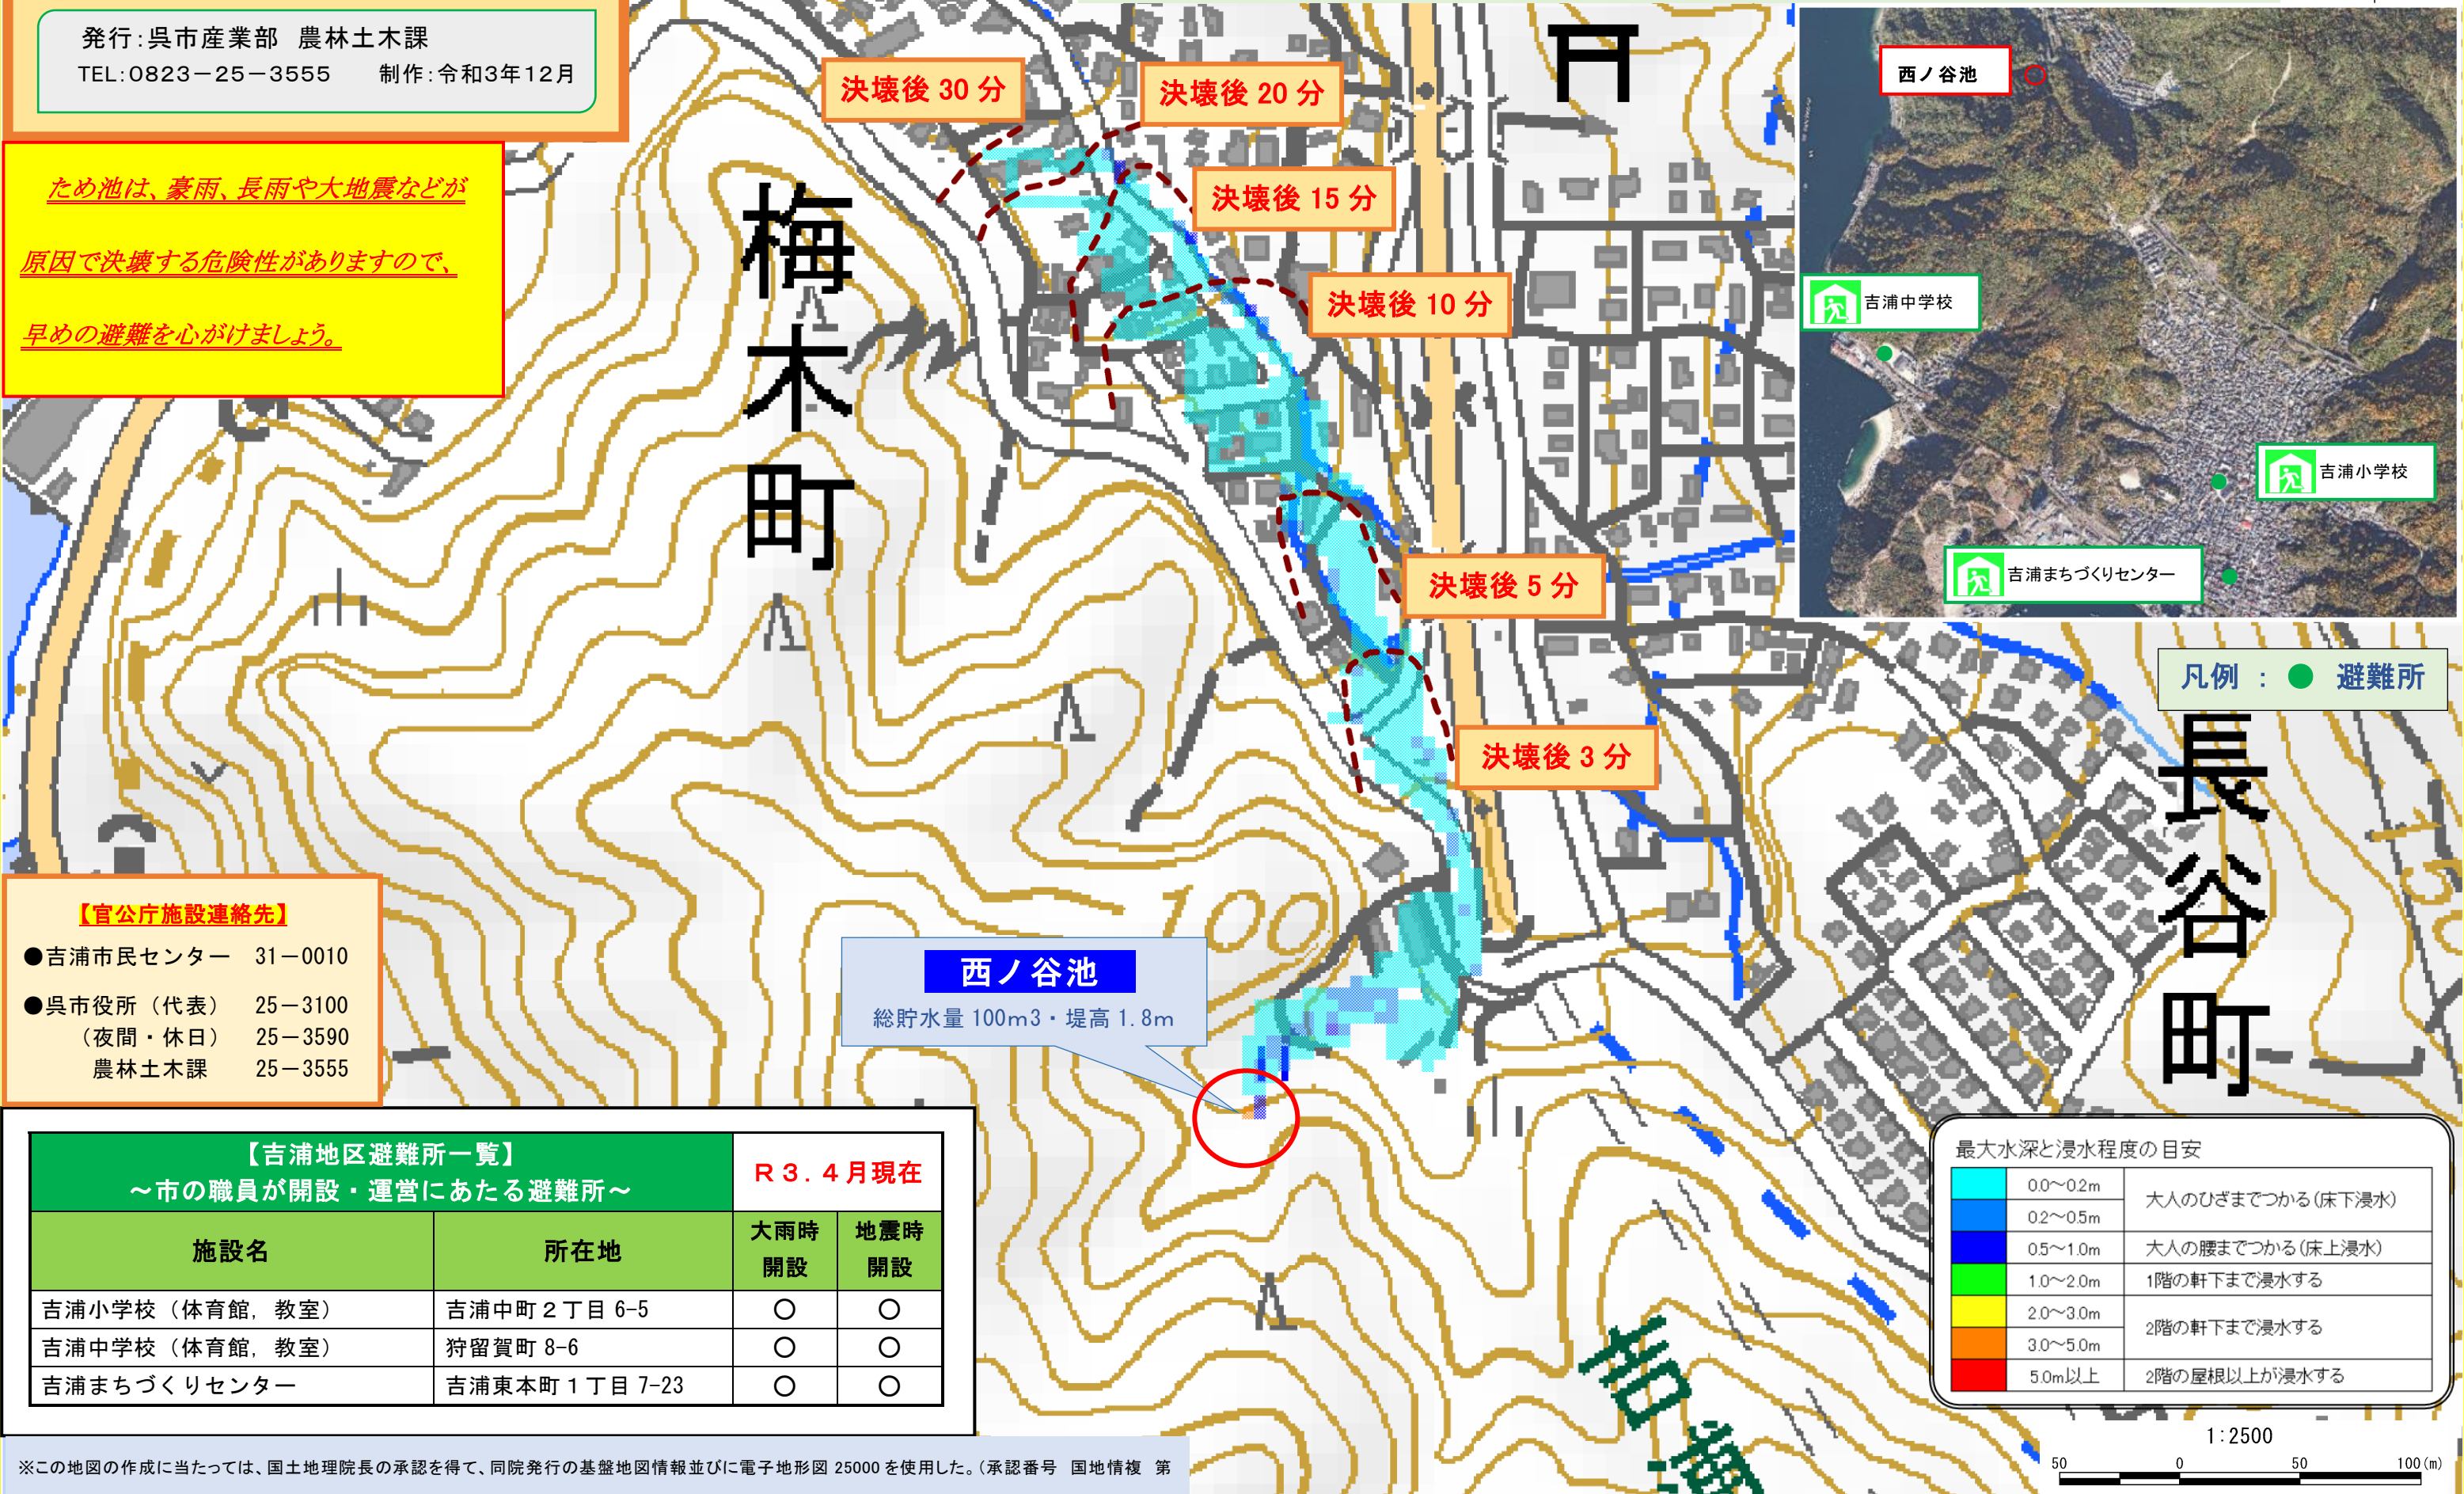 発行：呉市産業部 農林土木課
TEL：0823－25－3555 制作：令和3年12月
ため池は、豪雨、長雨や大地震などが
原因で決壊する危険性がありますので、
早めの避難を心がけましょう。
決壊後 30 分
決壊後 20 分
決壊後 15 分
決壊後 10 分
決壊後 5 分
決壊後 3 分
梅木町
西ノ谷池
吉浦中学校
吉浦小学校
吉浦まちづくりセンター
凡例 ： ● 避難所
長谷町
150
100
【官公庁施設連絡先】
●吉浦市民センター 31－0010
●呉市役所（代表） 25－3100
（夜間・休日） 25－3590
農林土木課 25－3555
西ノ谷池
総貯水量 100m3・堤高 1.8m
【吉浦地区避難所一覧】
～市の職員が開設・運営にあたる避難所～
R３．４月現在
施設名 所在地 大雨時開設 地震時開設
吉浦小学校（体育館，教室） 吉浦中町２丁目 6-5 ○ ○
吉浦中学校（体育館，教室） 狩留賀町 8-6 ○ ○
吉浦まちづくりセンター 吉浦東本町１丁目 7-23 ○ ○
最大水深と浸水程度の目安
0.0～0.2m 大人のひざまでつかる（床下浸水）
0.2～0.5m
0.5～1.0m 大人の腰までつかる（床上浸水）
1.0～2.0m 1階の軒下まで浸水する
2.0～3.0m 2階の軒下まで浸水する
3.0～5.0m
5.0m以上 2階の屋根以上が浸水する
吉浦
1:2500
50 0 50 100(m)
※この地図の作成に当たっては、国土地理院長の承認を得て、同院発行の基盤地図情報並びに電子地形図 25000 を使用した。（承認番号 国地情複 第